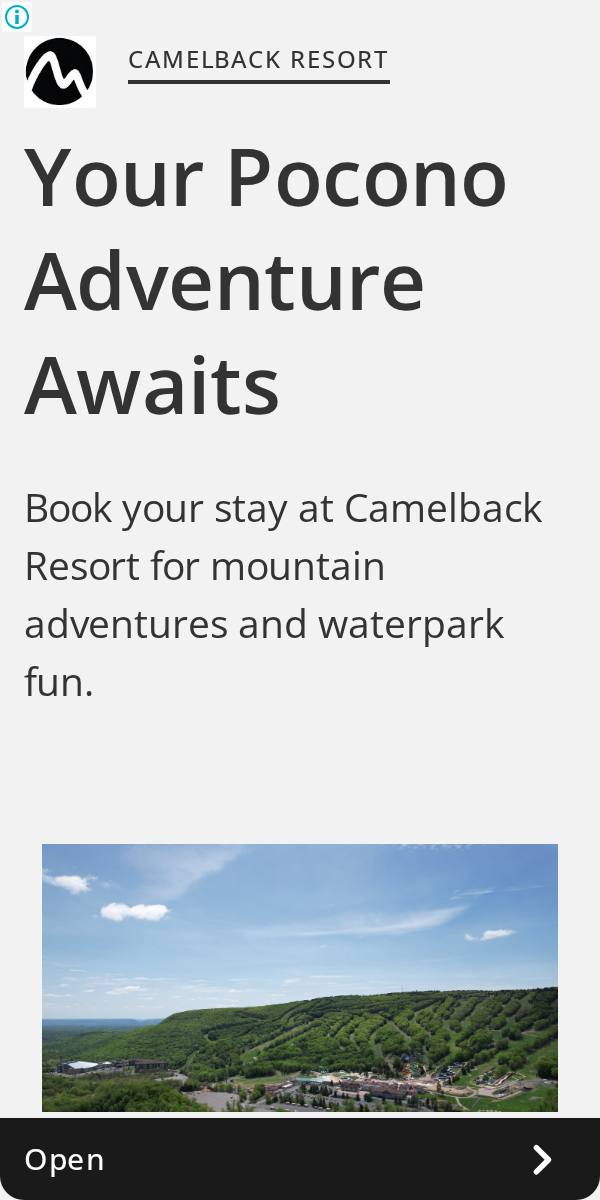 CAMELBACK RESORT
Your Pocono
Adventure
Awaits
Book your stay at Camelback
Resort for mountain
adventures and waterpark
fun.
Open